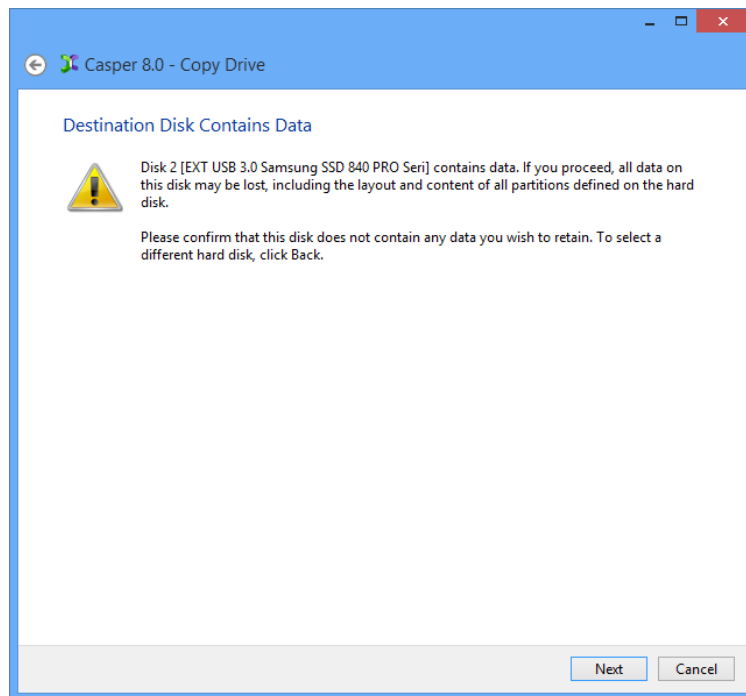 Casper 8.0 - Copy Drive
Destination Disk Contains Data
Disk 2 [EXT USB 3.0 Samsung SSD 840 PRO Seri] contains data. If you proceed, all data on
this disk may be lost, including the layout and content of all partitions defined on the hard
disk.
Please confirm that this disk does not contain any data you wish to retain. To select a
different hard disk, click Back.
Next
Cancel